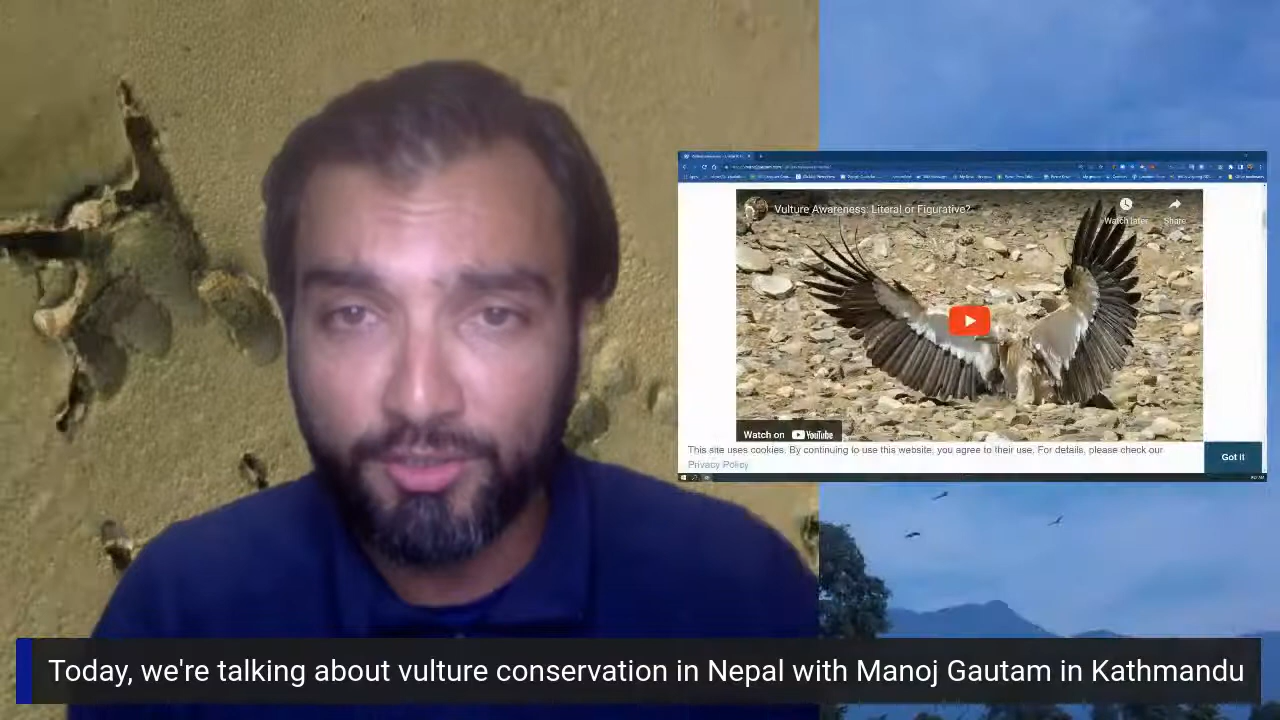 Vulture Awareness: Literal or Figurative?
Watch later
Share
Watch on YouTube
This site uses cookies. By continuing to use this website, you agree to their use. For details, please check our
Privacy Policy
Got It
Today, we're talking about vulture conservation in Nepal with Manoj Gautam in Kathmandu